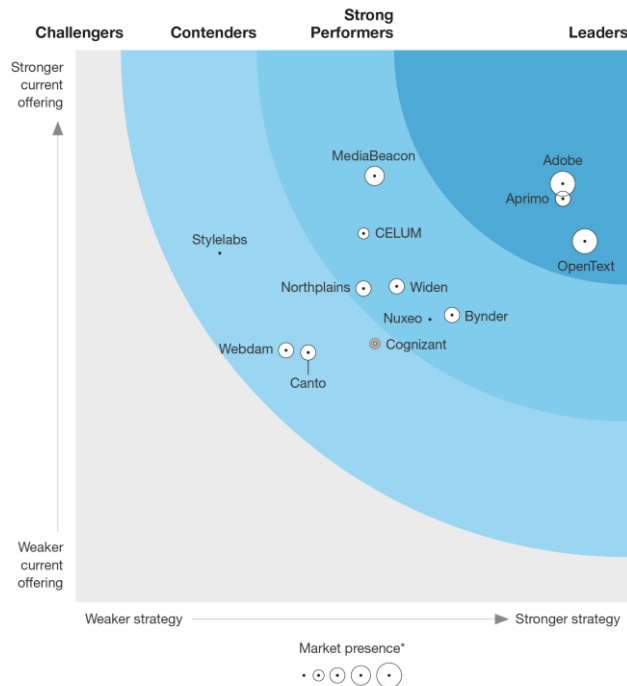 Challengers
Contenders
Strong
Performers
Leaders
Stronger
current
offering
MediaBeacon
Adobe
Aprimo
CELUM
Stylelabs
OpenText
Northplains
Widen
Nuxeo
Bynder
Cognizant
Webdam
Canto
Weaker
current
offering
Weaker strategy
Stronger strategy
Market presence*